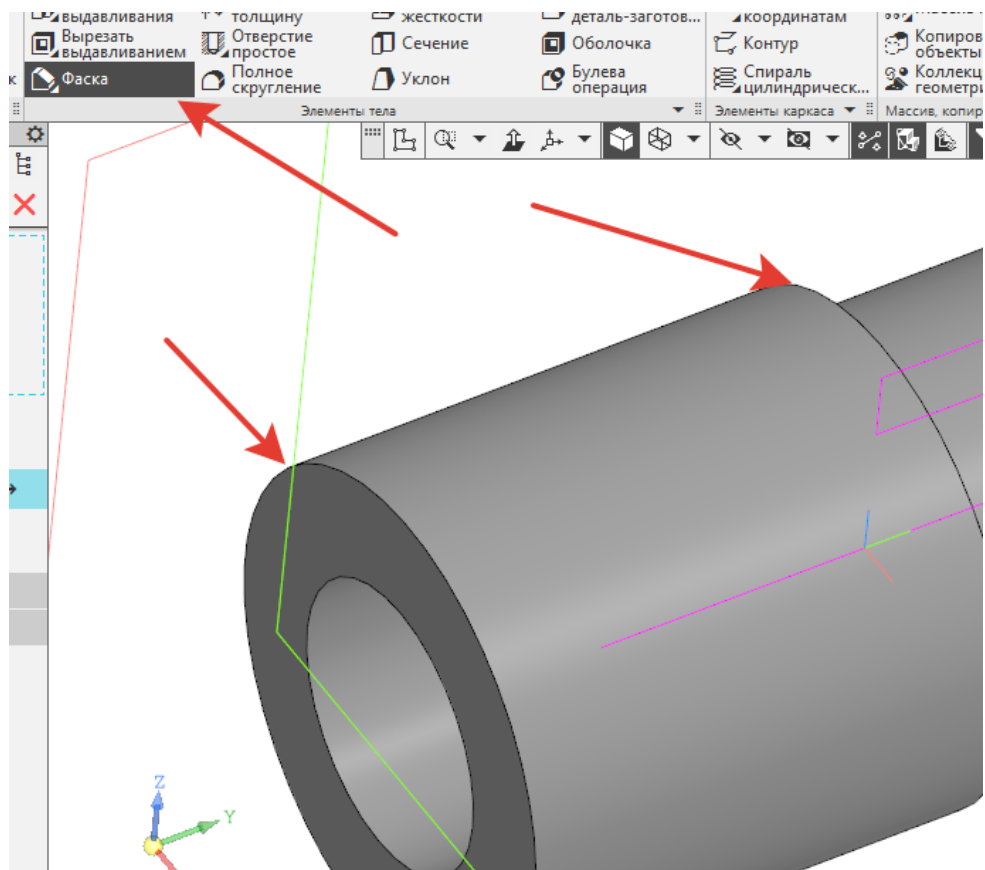 выдавливания
толщину
жесткости
деталь-заготов...
координатам
Вырезать
выдавливанием
Отверстие
простое
Сечение
Оболочка
Контур
Копиров
объекты
Фаска
Полное
скругление
Уклон
Булева
операция
Спираль
цилиндрическ...
Коллекц
геометри
Элементы тела
Элементы каркаса
Массив, копир
Z
Y